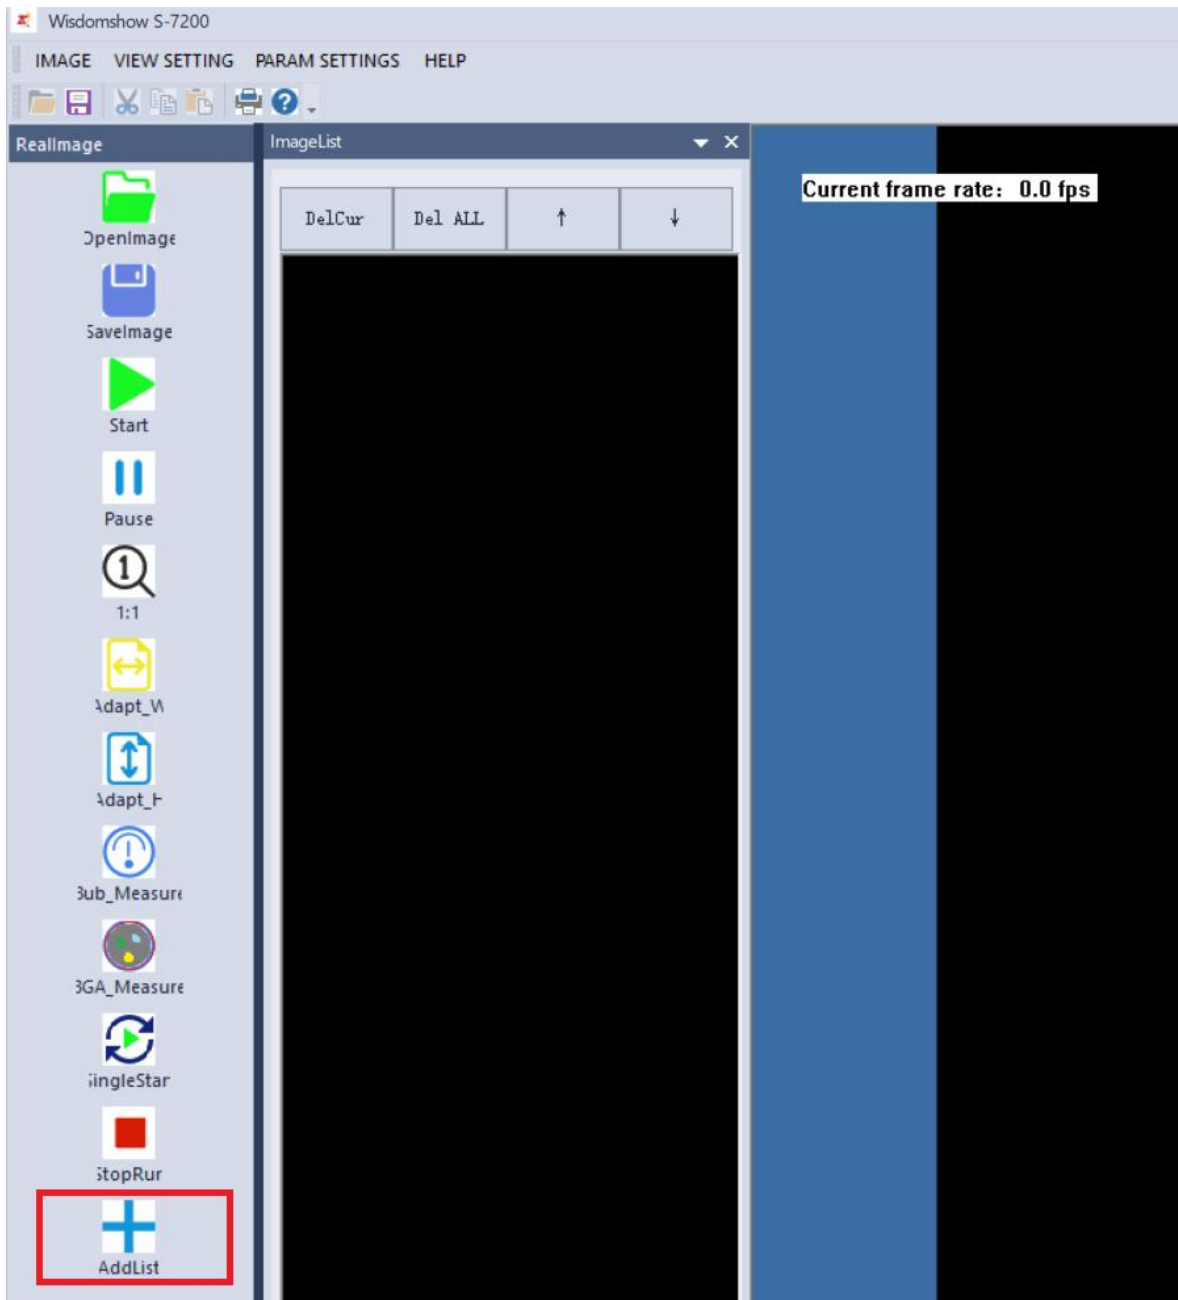 Wisdomshow S-7200
IMAGE VIEW SETTING PARAM SETTINGS HELP
RealImage
ImageList
Current frame rate: 0.0 fps
DelCur Del ALL ↑ ↓
OpenImage
SaveImage
Start
Pause
1:1
Adapt_W
Adapt_H
Bub_Measure
BGA_Measure
SingleStar
StopRun
AddList